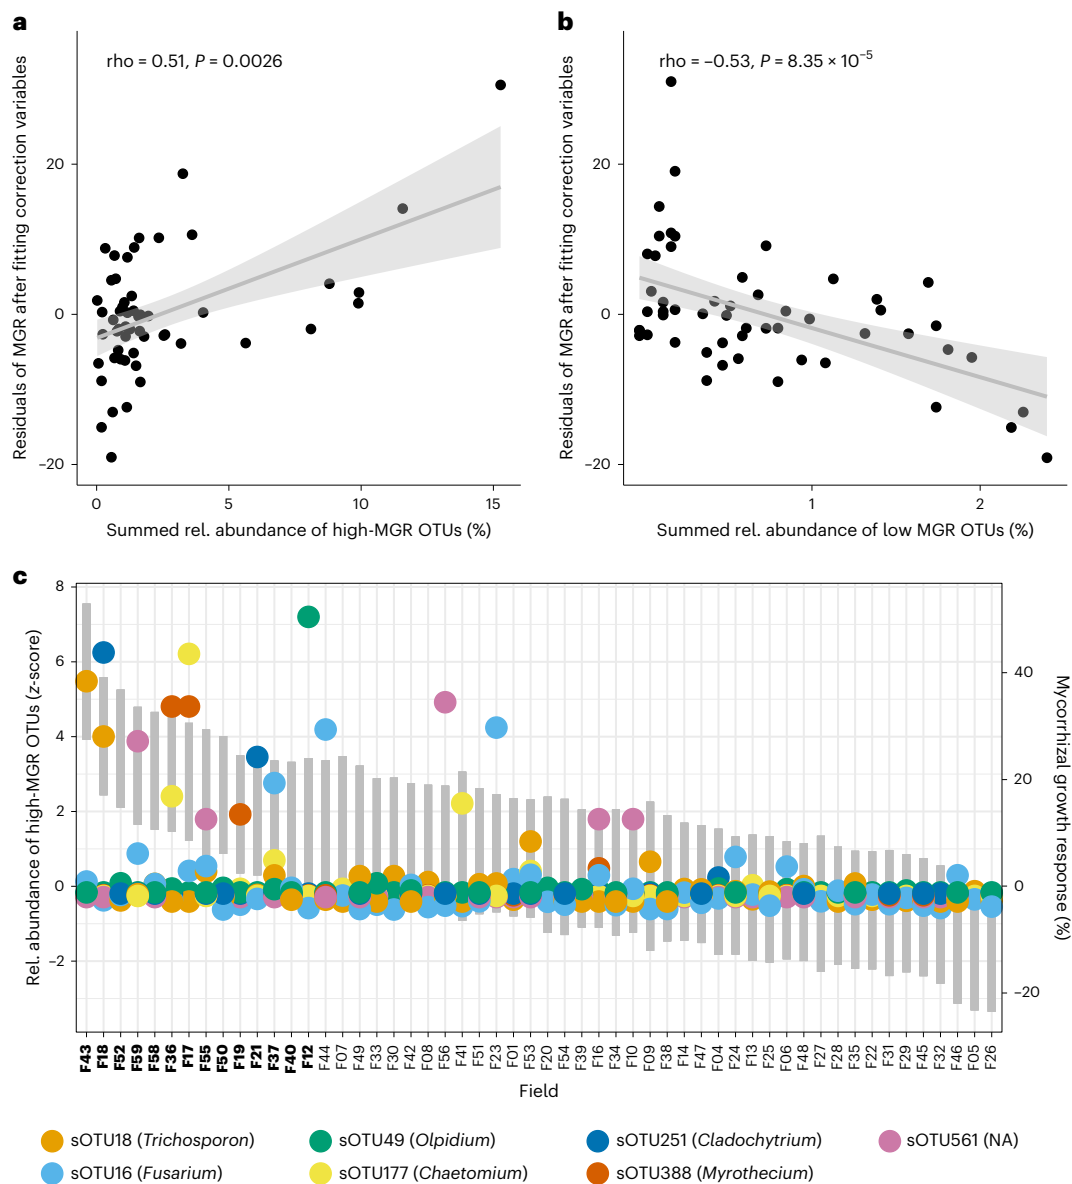 a
rho = 0.51, P = 0.0026
Residuals of MGR after fitting correction variables
20
0
−20
0 5 10 15
Summed rel. abundance of high-MGR OTUs (%)
b
rho = −0.53, P = 8.35 × 10⁻⁵
Residuals of MGR after fitting correction variables
20
0
−20
1 2
Summed rel. abundance of low MGR OTUs (%)
c
Rel. abundance of high-MGR OTUs (z-score)
8
6
4
2
0
−2
40
20
0
−20
Mycorrhizal growth response (%)
F43 F18 F52 F59 F58 F36 F17 F55 F50 F19 F21 F37 F40 F12 F44 F07 F49 F33 F30 F42 F08 F56 F41 F51 F23 F01 F53 F20 F54 F39 F16 F34 F10 F09 F38 F14 F47 F04 F24 F13 F25 F06 F48 F27 F28 F35 F22 F31 F29 F45 F32 F46 F05 F26
Field
sOTU18 (Trichosporon) sOTU49 (Olpidium) sOTU251 (Cladochytrium) sOTU561 (NA)
sOTU16 (Fusarium) sOTU177 (Chaetomium) sOTU388 (Myrothecium)